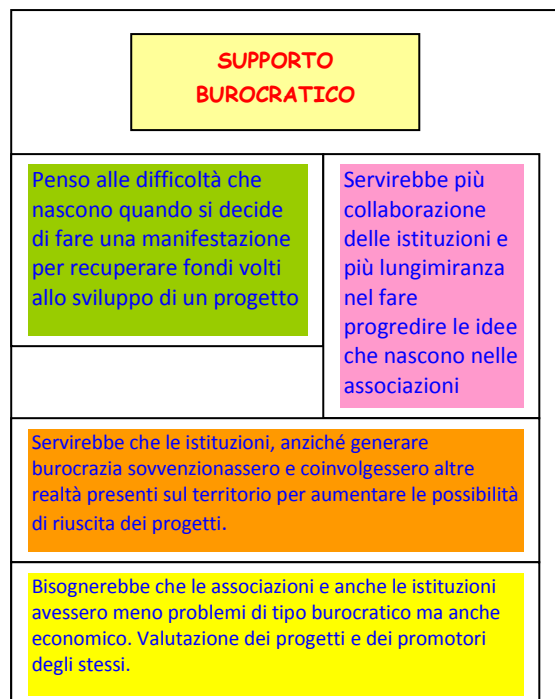 SUPPORTO
BUROCRATICO
Penso alle difficoltà che
nascono quando si decide
di fare una manifestazione
per recuperare fondi volti
allo sviluppo di un progetto
Servirebbe più
collaborazione
delle istituzioni e
più lungimiranza
nel fare
progredire le idee
che nascono nelle
associazioni
Servirebbe che le istituzioni, anziché generare
burocrazia sovvenzionassero e coinvolgessero altre
realtà presenti sul territorio per aumentare le possibilità
di riuscita dei progetti.
Bisognerebbe che le associazioni e anche le istituzioni
avessero meno problemi di tipo burocratico ma anche
economico. Valutazione dei progetti e dei promotori
degli stessi.